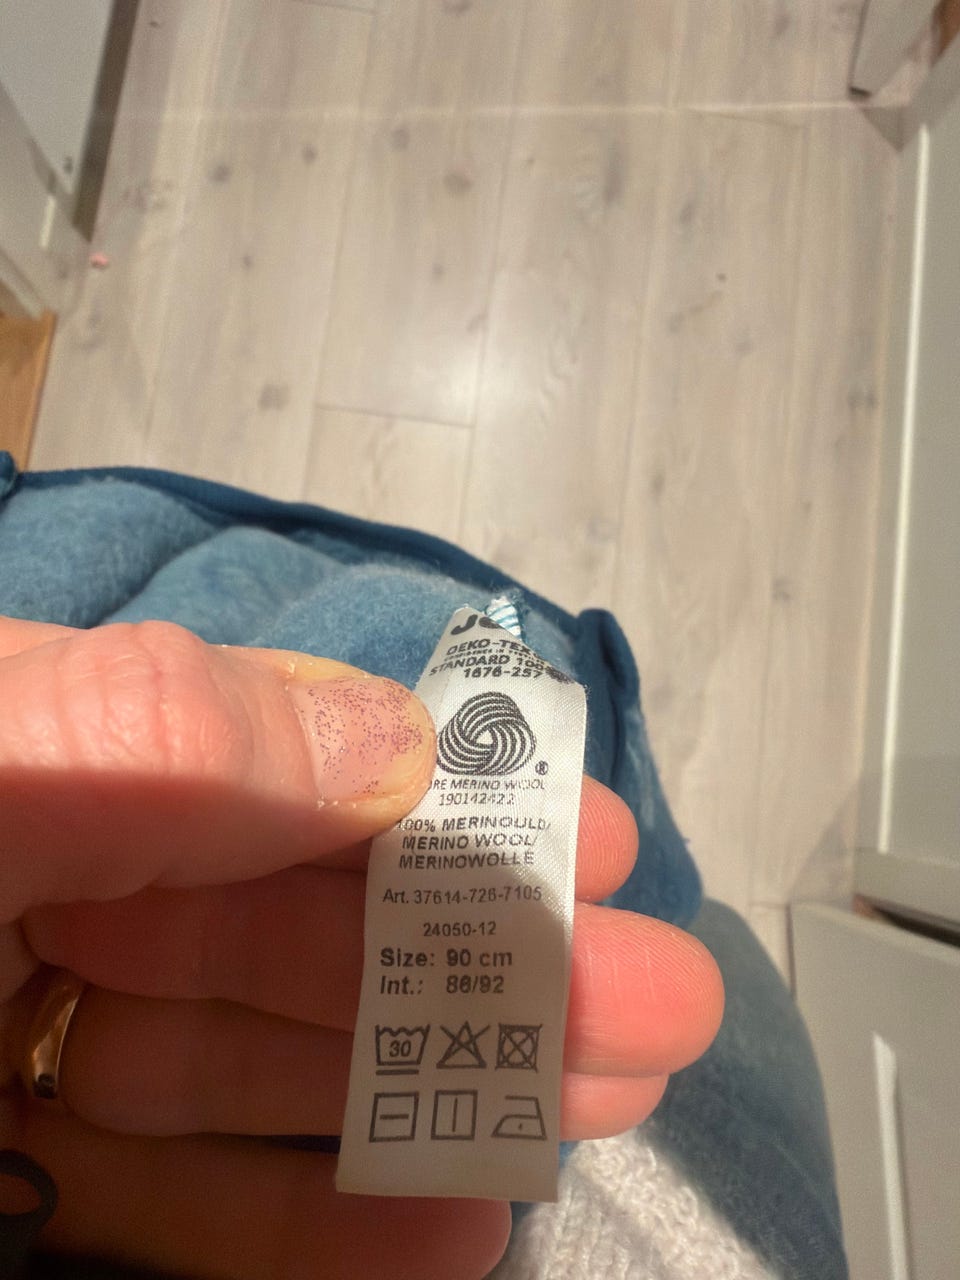 OEKO-TEX
STANDARD 100
1676-257
®
MERINO WOOL
190142422
100% MERINOULD/
MERINO WOOL/
MERINOWOLLE
Art. 37614-726-7105
24050-12
Size: 90 cm
Int.: 86/92
30